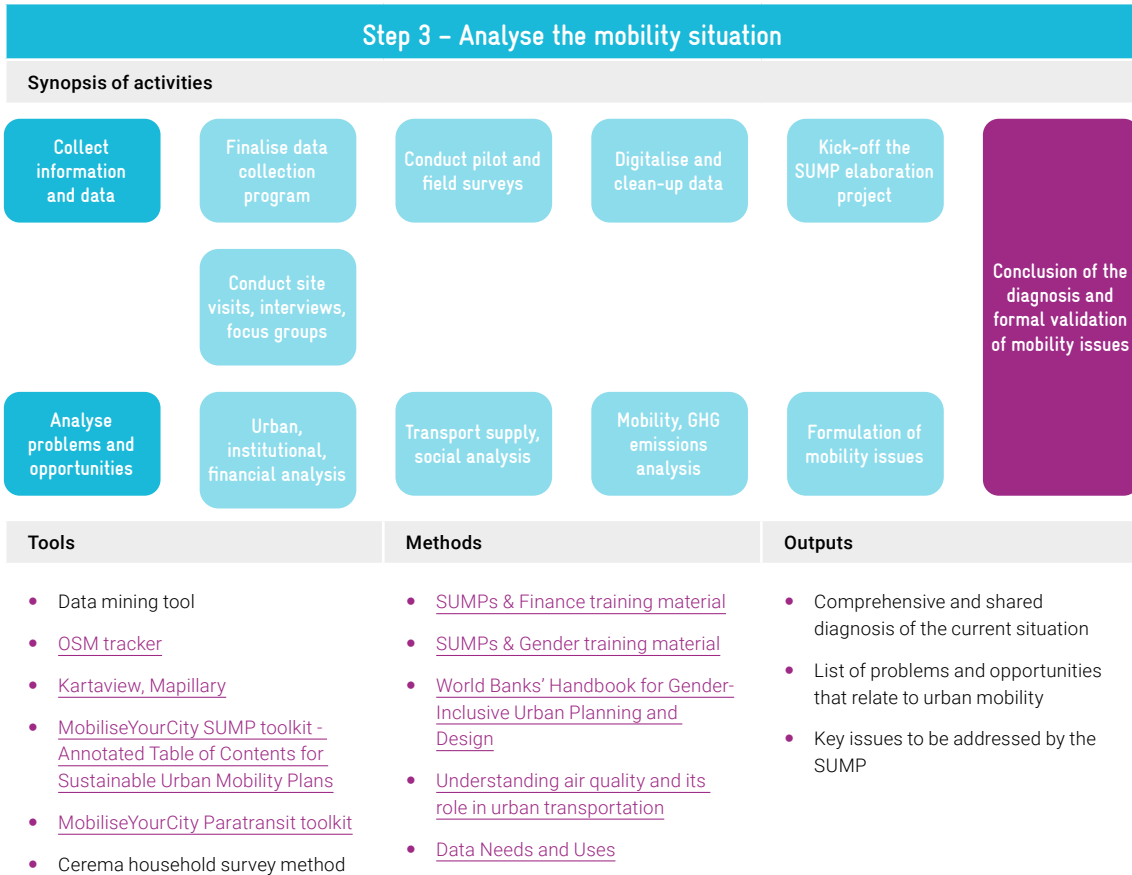 Step 3 – Analyse the mobility situation
Synopsis of activities
Collect
information
and data
Finalise data
collection
program
Conduct pilot and
field surveys
Digitalise and
clean-up data
Kick-off the
SUMP elaboration
project
Conduct site
visits, interviews,
focus groups
Conclusion of the
diagnosis and
formal validation
of mobility issues
Analyse
problems and
opportunities
Urban,
institutional,
financial analysis
Transport supply,
social analysis
Mobility, GHG
emissions
analysis
Formulation of
mobility issues
Tools
• Data mining tool
• OSM tracker
• Kartaview, Mapillary
• MobiliseYourCity SUMP toolkit -
Annotated Table of Contents for
Sustainable Urban Mobility Plans
• MobiliseYourCity Paratransit toolkit
• Cerema household survey method
Methods
• SUMPs & Finance training material
• SUMPs & Gender training material
• World Banks' Handbook for Gender-
Inclusive Urban Planning and
Design
• Understanding air quality and its
role in urban transportation
• Data Needs and Uses
Outputs
• Comprehensive and shared
diagnosis of the current situation
• List of problems and opportunities
that relate to urban mobility
• Key issues to be addressed by the
SUMP